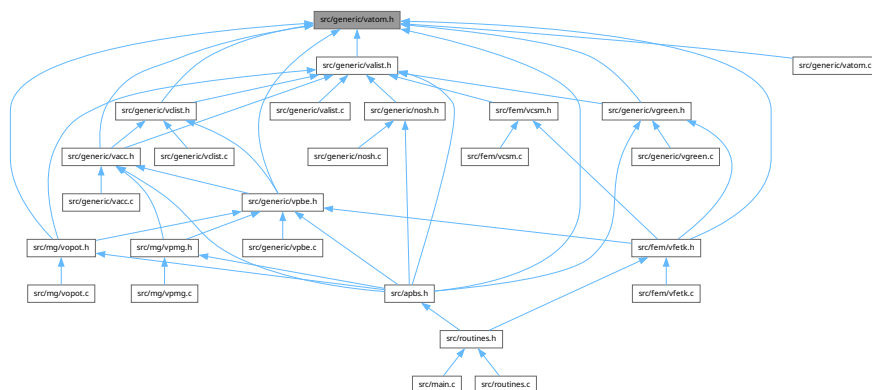 src/generic/vatom.h
src/generic/valist.h
src/generic/vatom.c
src/generic/vclist.h
src/generic/valist.c
src/generic/nosh.h
src/fem/vcsm.h
src/generic/vgreen.h
src/generic/vacc.h
src/generic/vclist.c
src/generic/nosh.c
src/fem/vcsm.c
src/generic/vgreen.c
src/generic/vacc.c
src/generic/vpbe.h
src/mg/vopot.h
src/mg/vpmg.h
src/generic/vpbe.c
src/fem/vfetk.h
src/mg/vopot.c
src/mg/vpmg.c
src/apbs.h
src/fem/vfetk.c
src/routines.h
src/main.c
src/routines.c